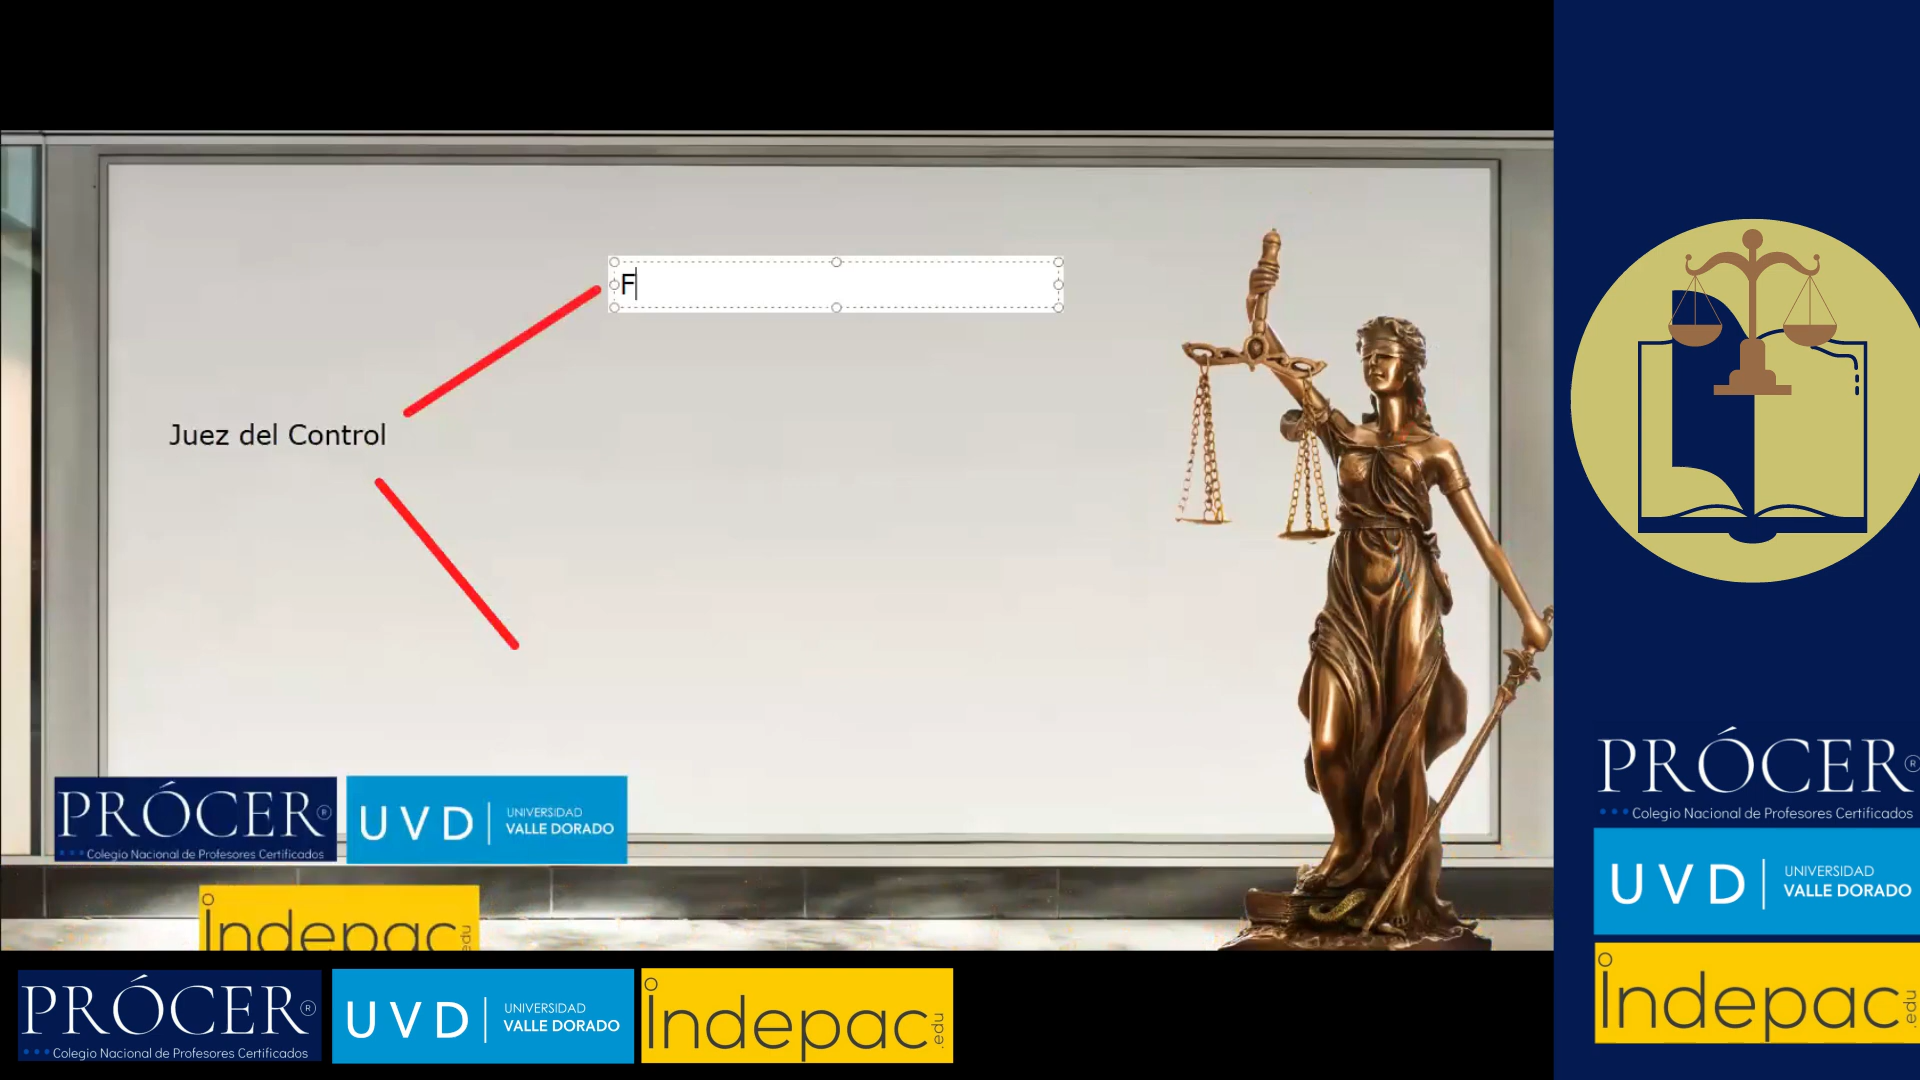 F
Juez del Control
PRÓCER®
Colegio Nacional de Profesores Certificados
UVD
UNIVERSIDAD
VALLE DORADO
Indepac
.edu
PRÓCER®
Colegio Nacional de Profesores Certificados
UVD
UNIVERSIDAD
VALLE DORADO
Indepac
.edu
PRÓCER®
Colegio Nacional de Profesores Certificados
UVD
UNIVERSIDAD
VALLE DORADO
Indepac
.edu